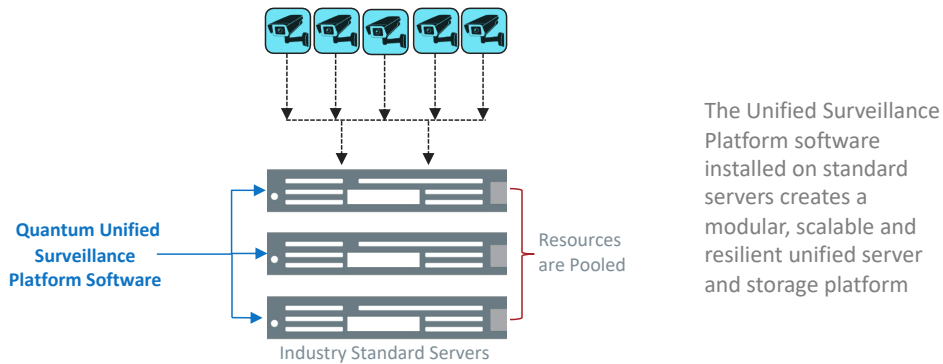 Quantum Unified
Surveillance
Platform Software
Resources
are Pooled
Industry Standard Servers
The Unified Surveillance
Platform software
installed on standard
servers creates a
modular, scalable and
resilient unified server
and storage platform